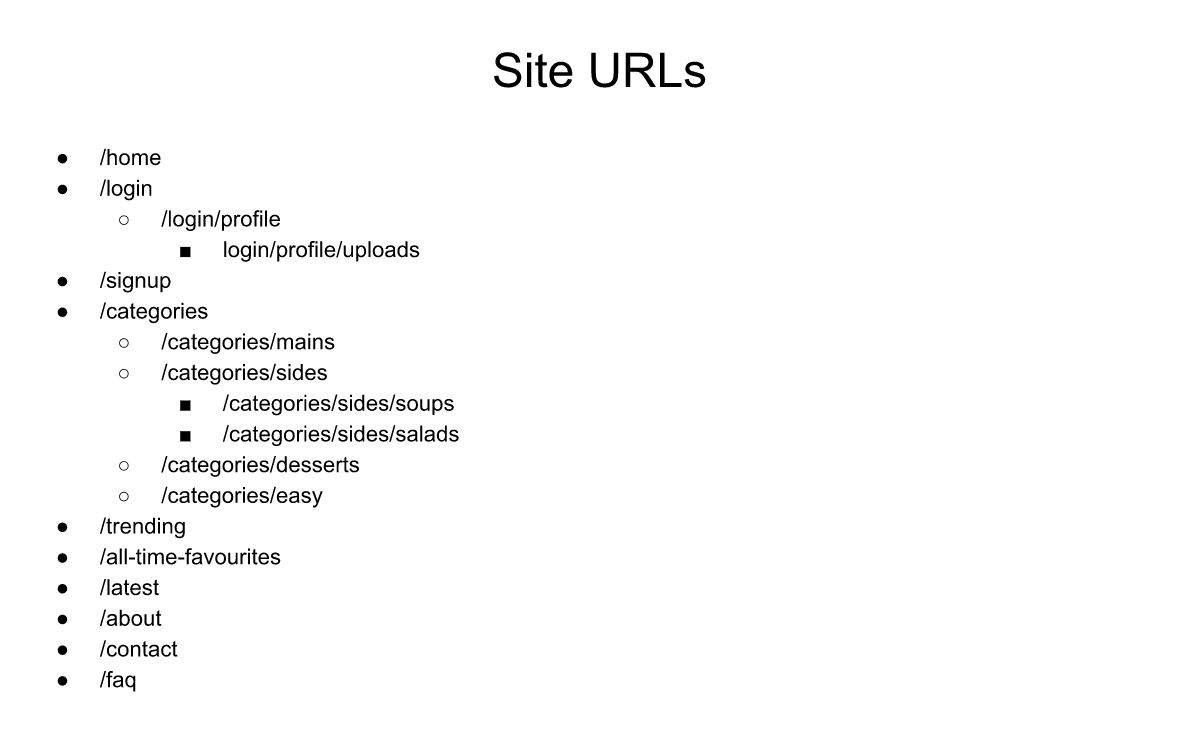 Site URLs
● /home
● /login
○ /login/profile
■ login/profile/uploads
● /signup
● /categories
○ /categories/mains
○ /categories/sides
■ /categories/sides/soups
■ /categories/sides/salads
○ /categories/desserts
○ /categories/easy
● /trending
● /all-time-favourites
● /latest
● /about
● /contact
● /faq